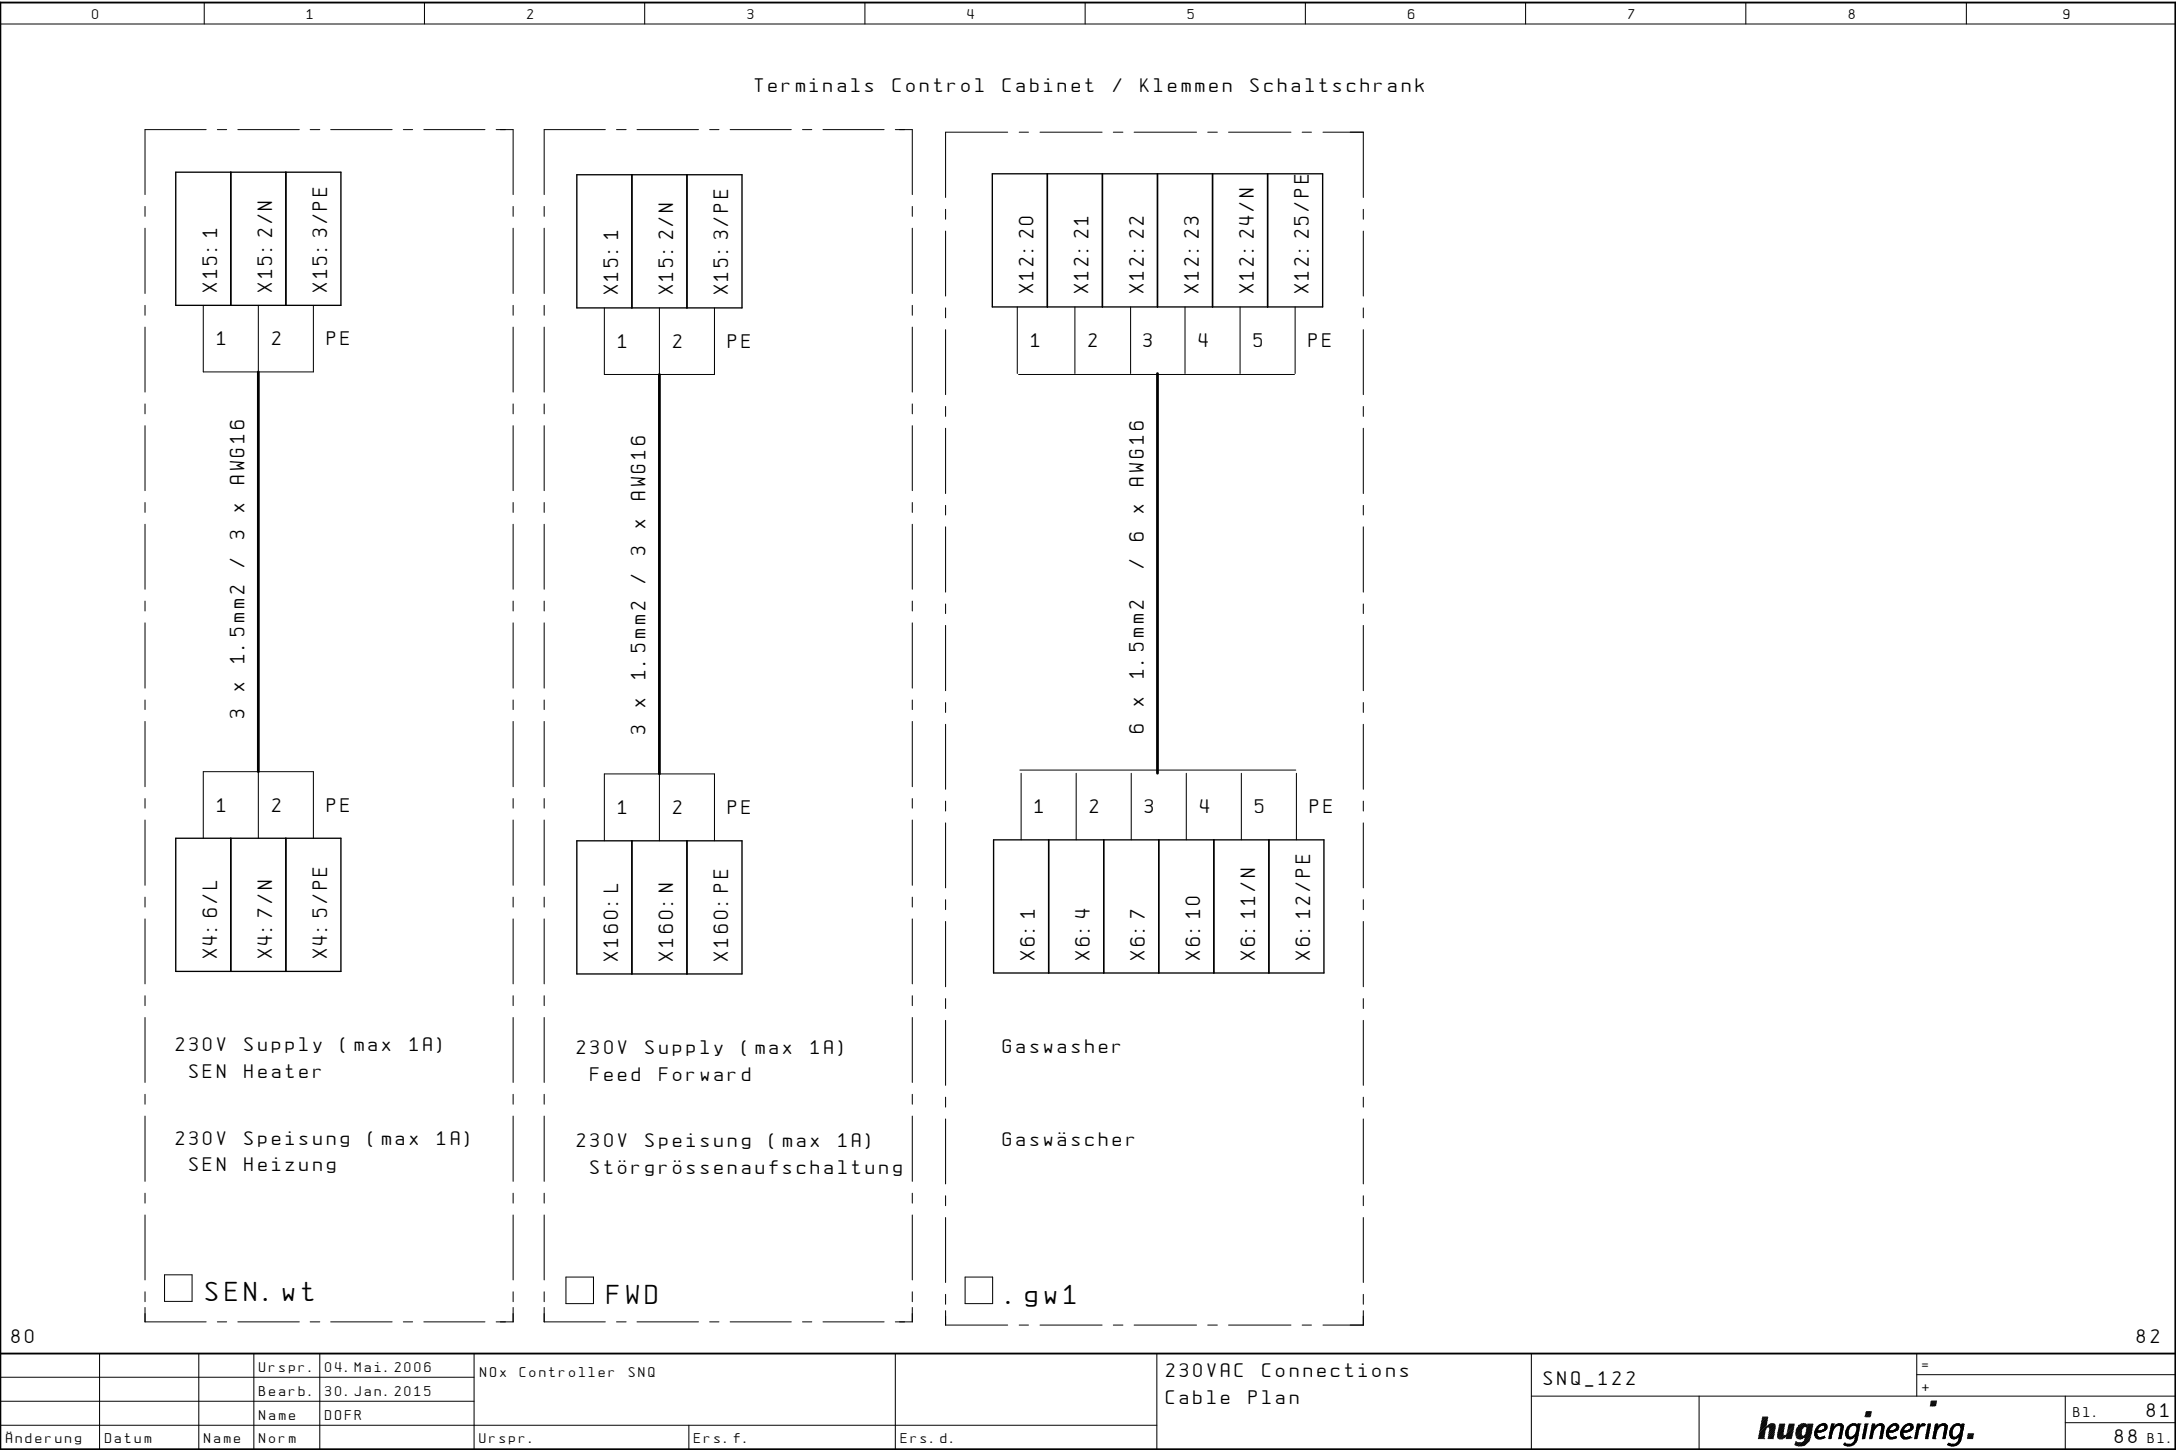 0 1 2 3 4 5 6 7 8 9
Terminals Control Cabinet / Klemmen Schaltschrank
X15:1 X15:2/N X15:3/PE
1 2 PE
3 x 1.5mm2 / 3 x AWG16
1 2 PE
X4:6/L X4:7/N X4:5/PE
230V Supply (max 1A)
SEN Heater
230V Speisung (max 1A)
SEN Heizung
SEN.wt
X15:1 X15:2/N X15:3/PE
1 2 PE
3 x 1.5mm2 / 3 x AWG16
1 2 PE
X160:L X160:N X160:PE
230V Supply (max 1A)
Feed Forward
230V Speisung (max 1A)
Störgrössenaufschaltung
FWD
X12:20 X12:21 X12:22 X12:23 X12:24/N X12:25/PE
1 2 3 4 5 PE
6 x 1.5mm2 / 6 x AWG16
1 2 3 4 5 PE
X6:1 X6:4 X6:7 X6:10 X6:11/N X6:12/PE
Gaswasher
Gaswäscher
.gw1
80 82
Urspr. 04.Mai.2006
Bearb. 30.Jan.2015
Name DOFR
Änderung Datum Name Norm
NOx Controller SNQ
Urspr. Ers.f. Ers.d.
230VAC Connections
Cable Plan
SNQ_122
=
+
hugengineering.
Bl. 81
88 Bl.